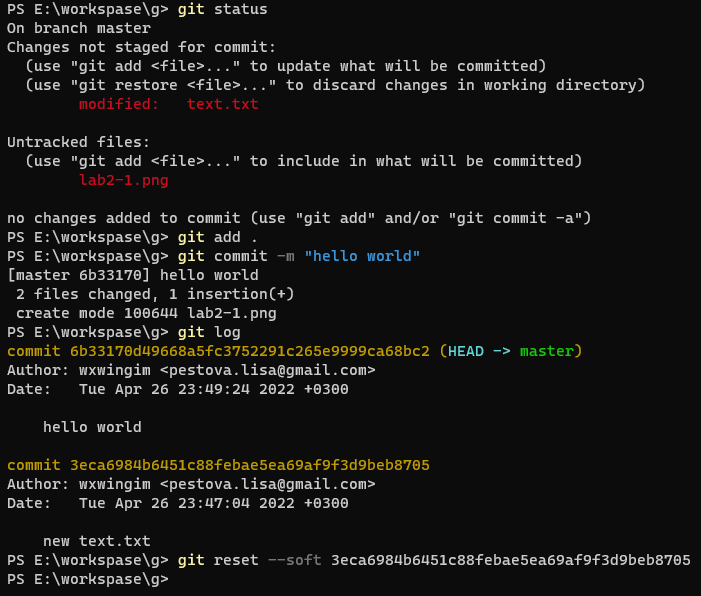 PS E:\workspase\g> git status
On branch master
Changes not staged for commit:
  (use "git add <file>..." to update what will be committed)
  (use "git restore <file>..." to discard changes in working directory)
        modified:   text.txt

Untracked files:
  (use "git add <file>..." to include in what will be committed)
        lab2-1.png

no changes added to commit (use "git add" and/or "git commit -a")
PS E:\workspase\g> git add .
PS E:\workspase\g> git commit -m "hello world"
[master 6b33170] hello world
 2 files changed, 1 insertion(+)
 create mode 100644 lab2-1.png
PS E:\workspase\g> git log
commit 6b33170d49668a5fc3752291c265e9999ca68bc2 (HEAD -> master)
Author: wxwingim <pestova.lisa@gmail.com>
Date:   Tue Apr 26 23:49:24 2022 +0300

    hello world

commit 3eca6984b6451c88febae5ea69af9f3d9beb8705
Author: wxwingim <pestova.lisa@gmail.com>
Date:   Tue Apr 26 23:47:04 2022 +0300

    new text.txt
PS E:\workspase\g> git reset --soft 3eca6984b6451c88febae5ea69af9f3d9beb8705
PS E:\workspase\g>